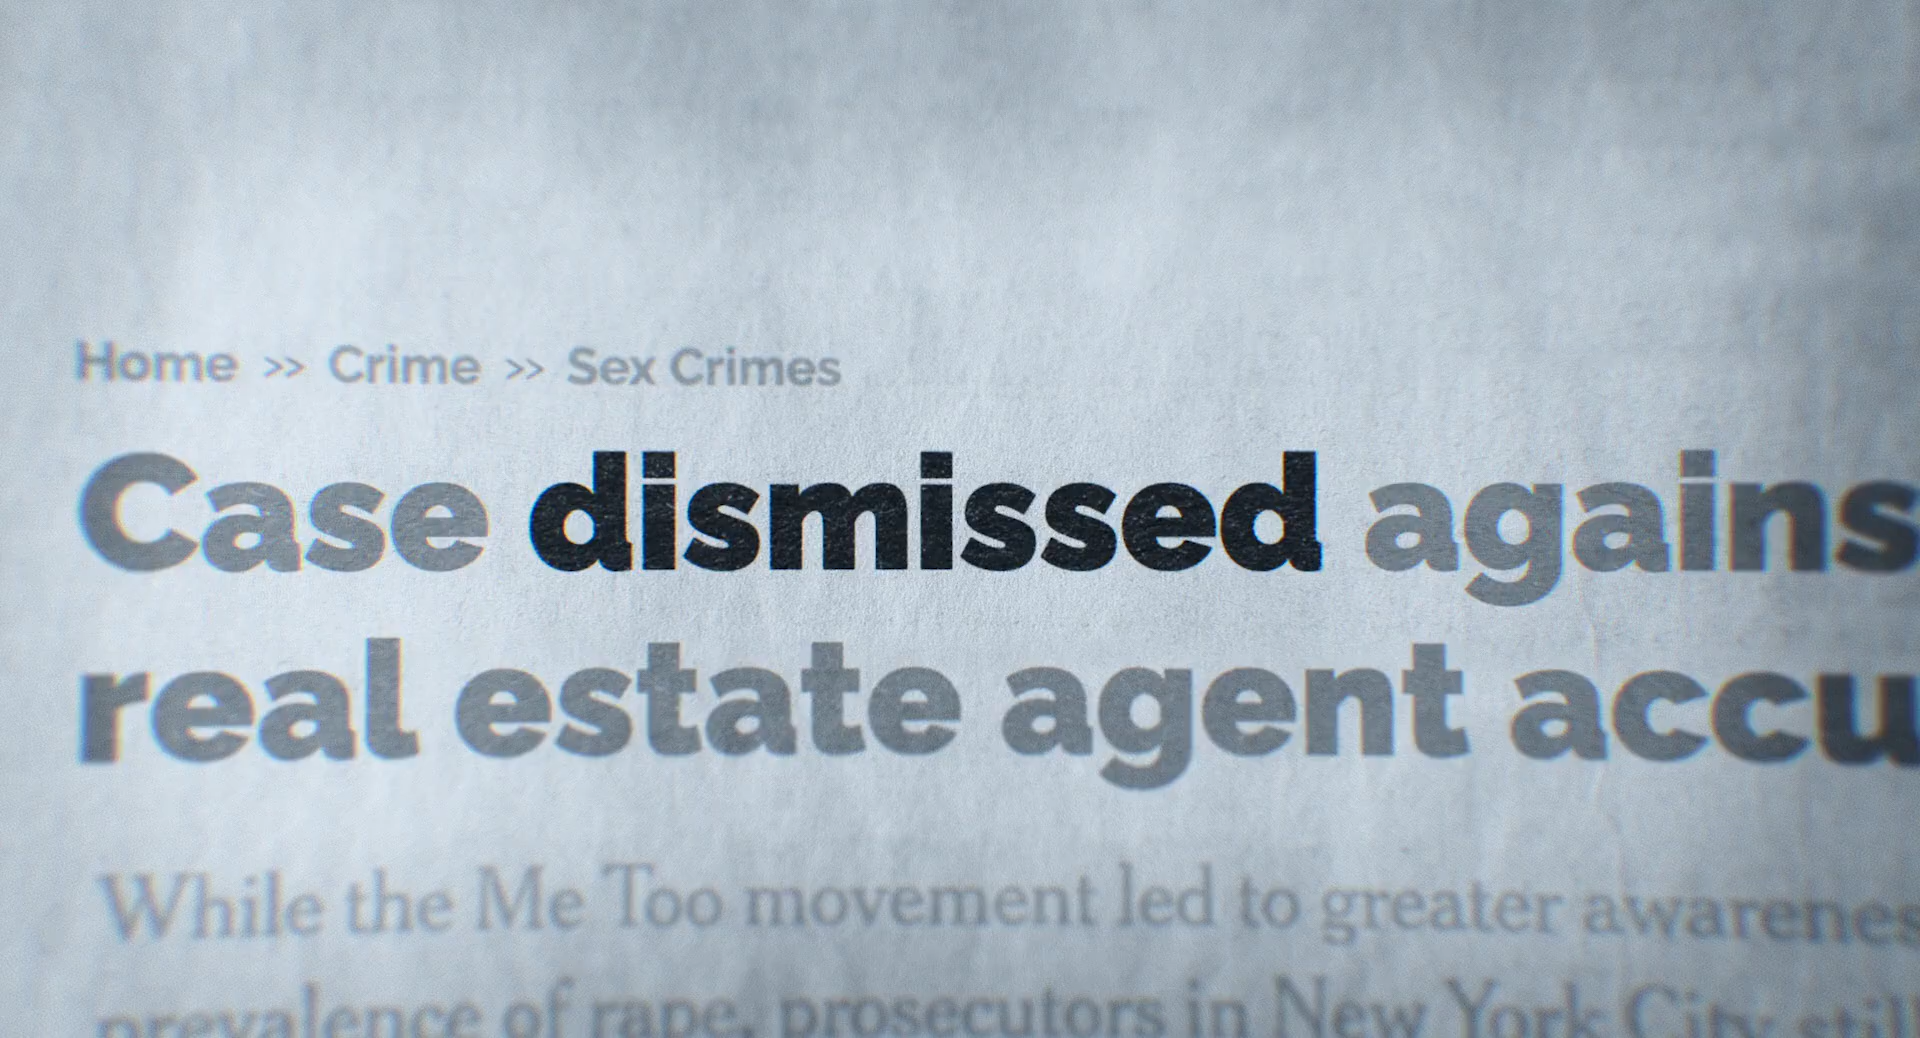 Home >> Crime >> Sex Crimes
Case dismissed agains
real estate agent accu
While the Me Too movement led to greater awarenes
prevalence of rape, prosecutors in New York City still